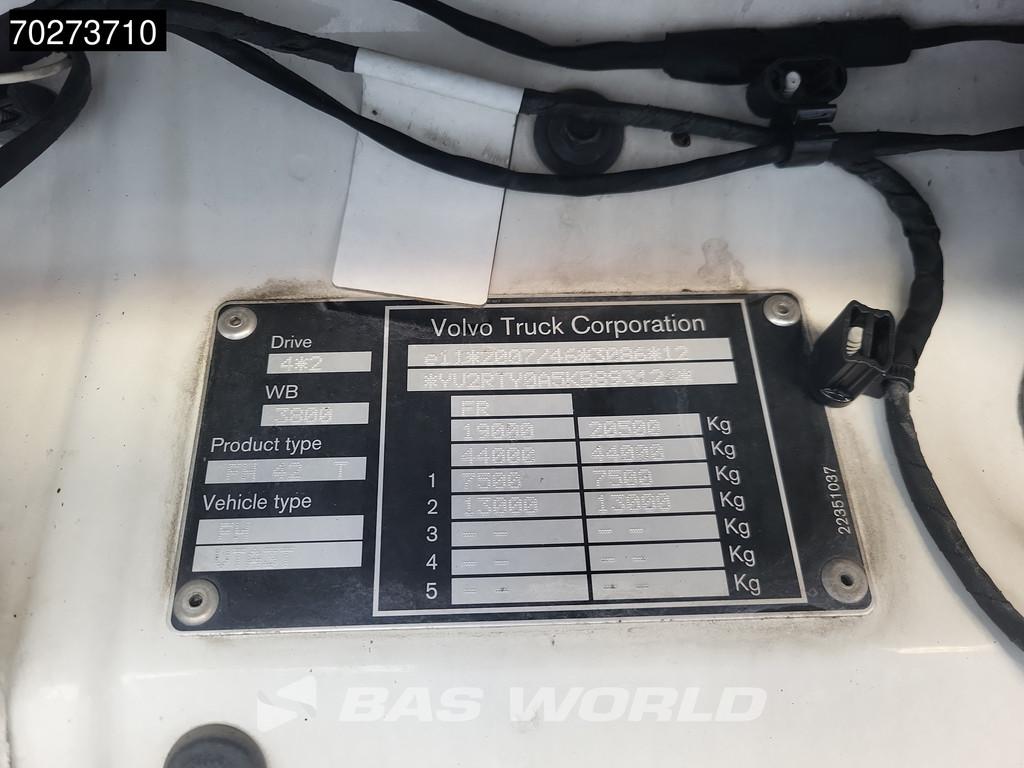 70273710
Volvo Truck Corporation
e11*2007/46*3086*12
Drive
4*2
WB
3800
FR
19000 20500 Kg
44000 44000 Kg
Product type
FH 42 T
1 7500 7500 Kg
2 13000 13000 Kg
Vehicle type
FH
3 -- -- Kg
4 -- -- Kg
5 -- -- Kg
22351037
BAS WORLD